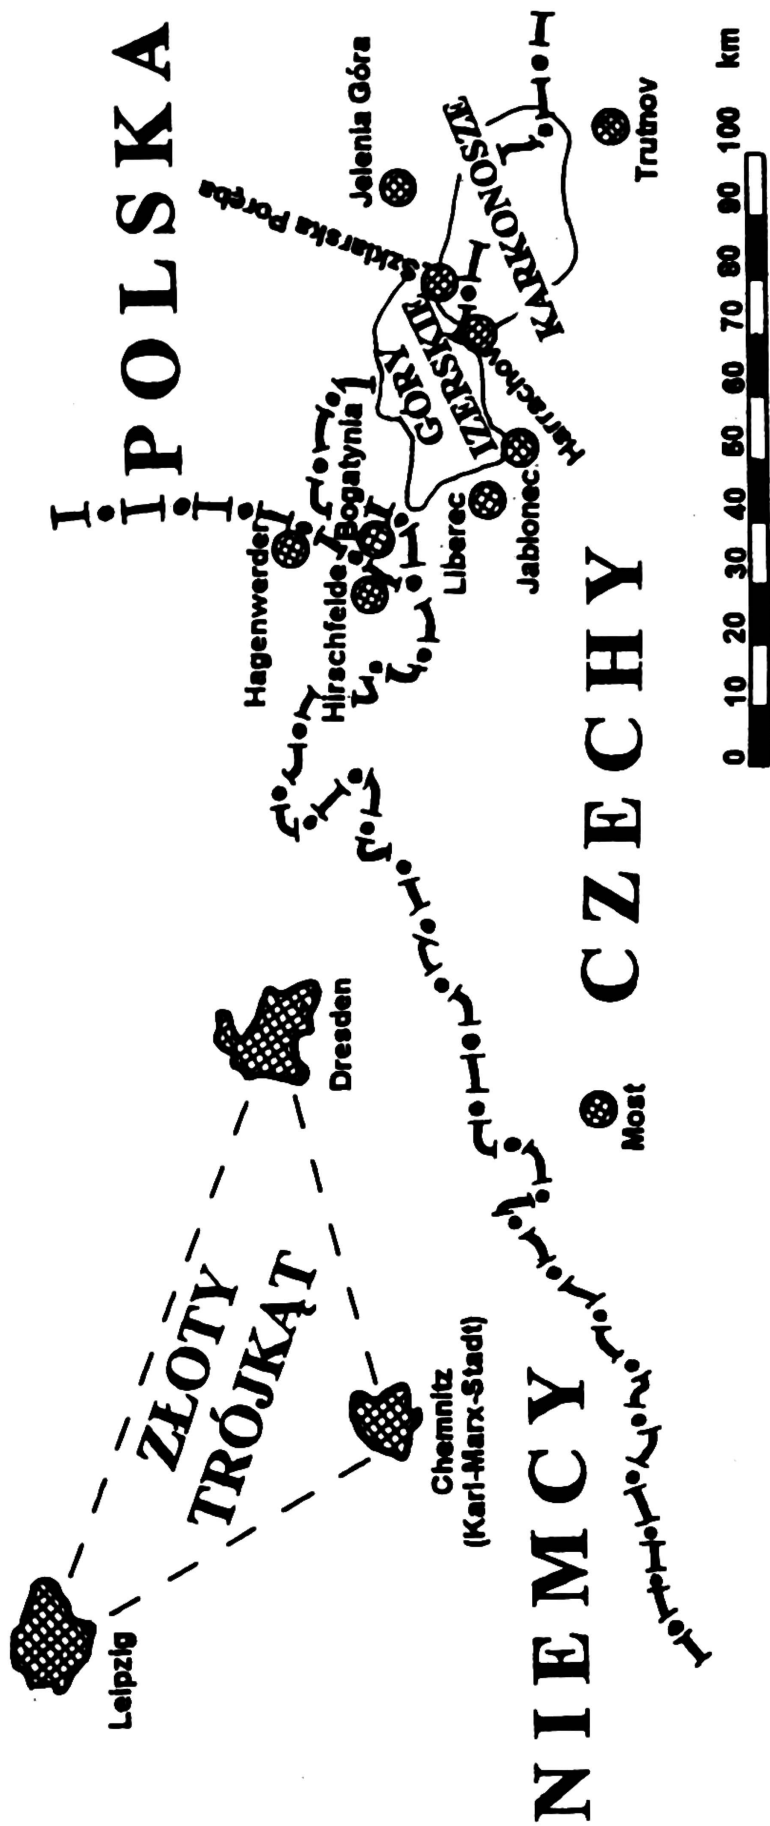 POLSKA
Szklarska Poręba
Jelenia Góra
KARKONOSZE
Trutnov
GÓRY
IZERSKIE
Harrachov
Bogatynia
Hagenwerder
Hirschfelde
Liberec
Jablonec
CZECHY
Dresden
Most
ZŁOTY
TRÓJKĄT
Leipzig
Chemnitz
(Karl-Marx-Stadt)
NIEMCY
0 10 20 30 40 50 60 70 80 90 100 km